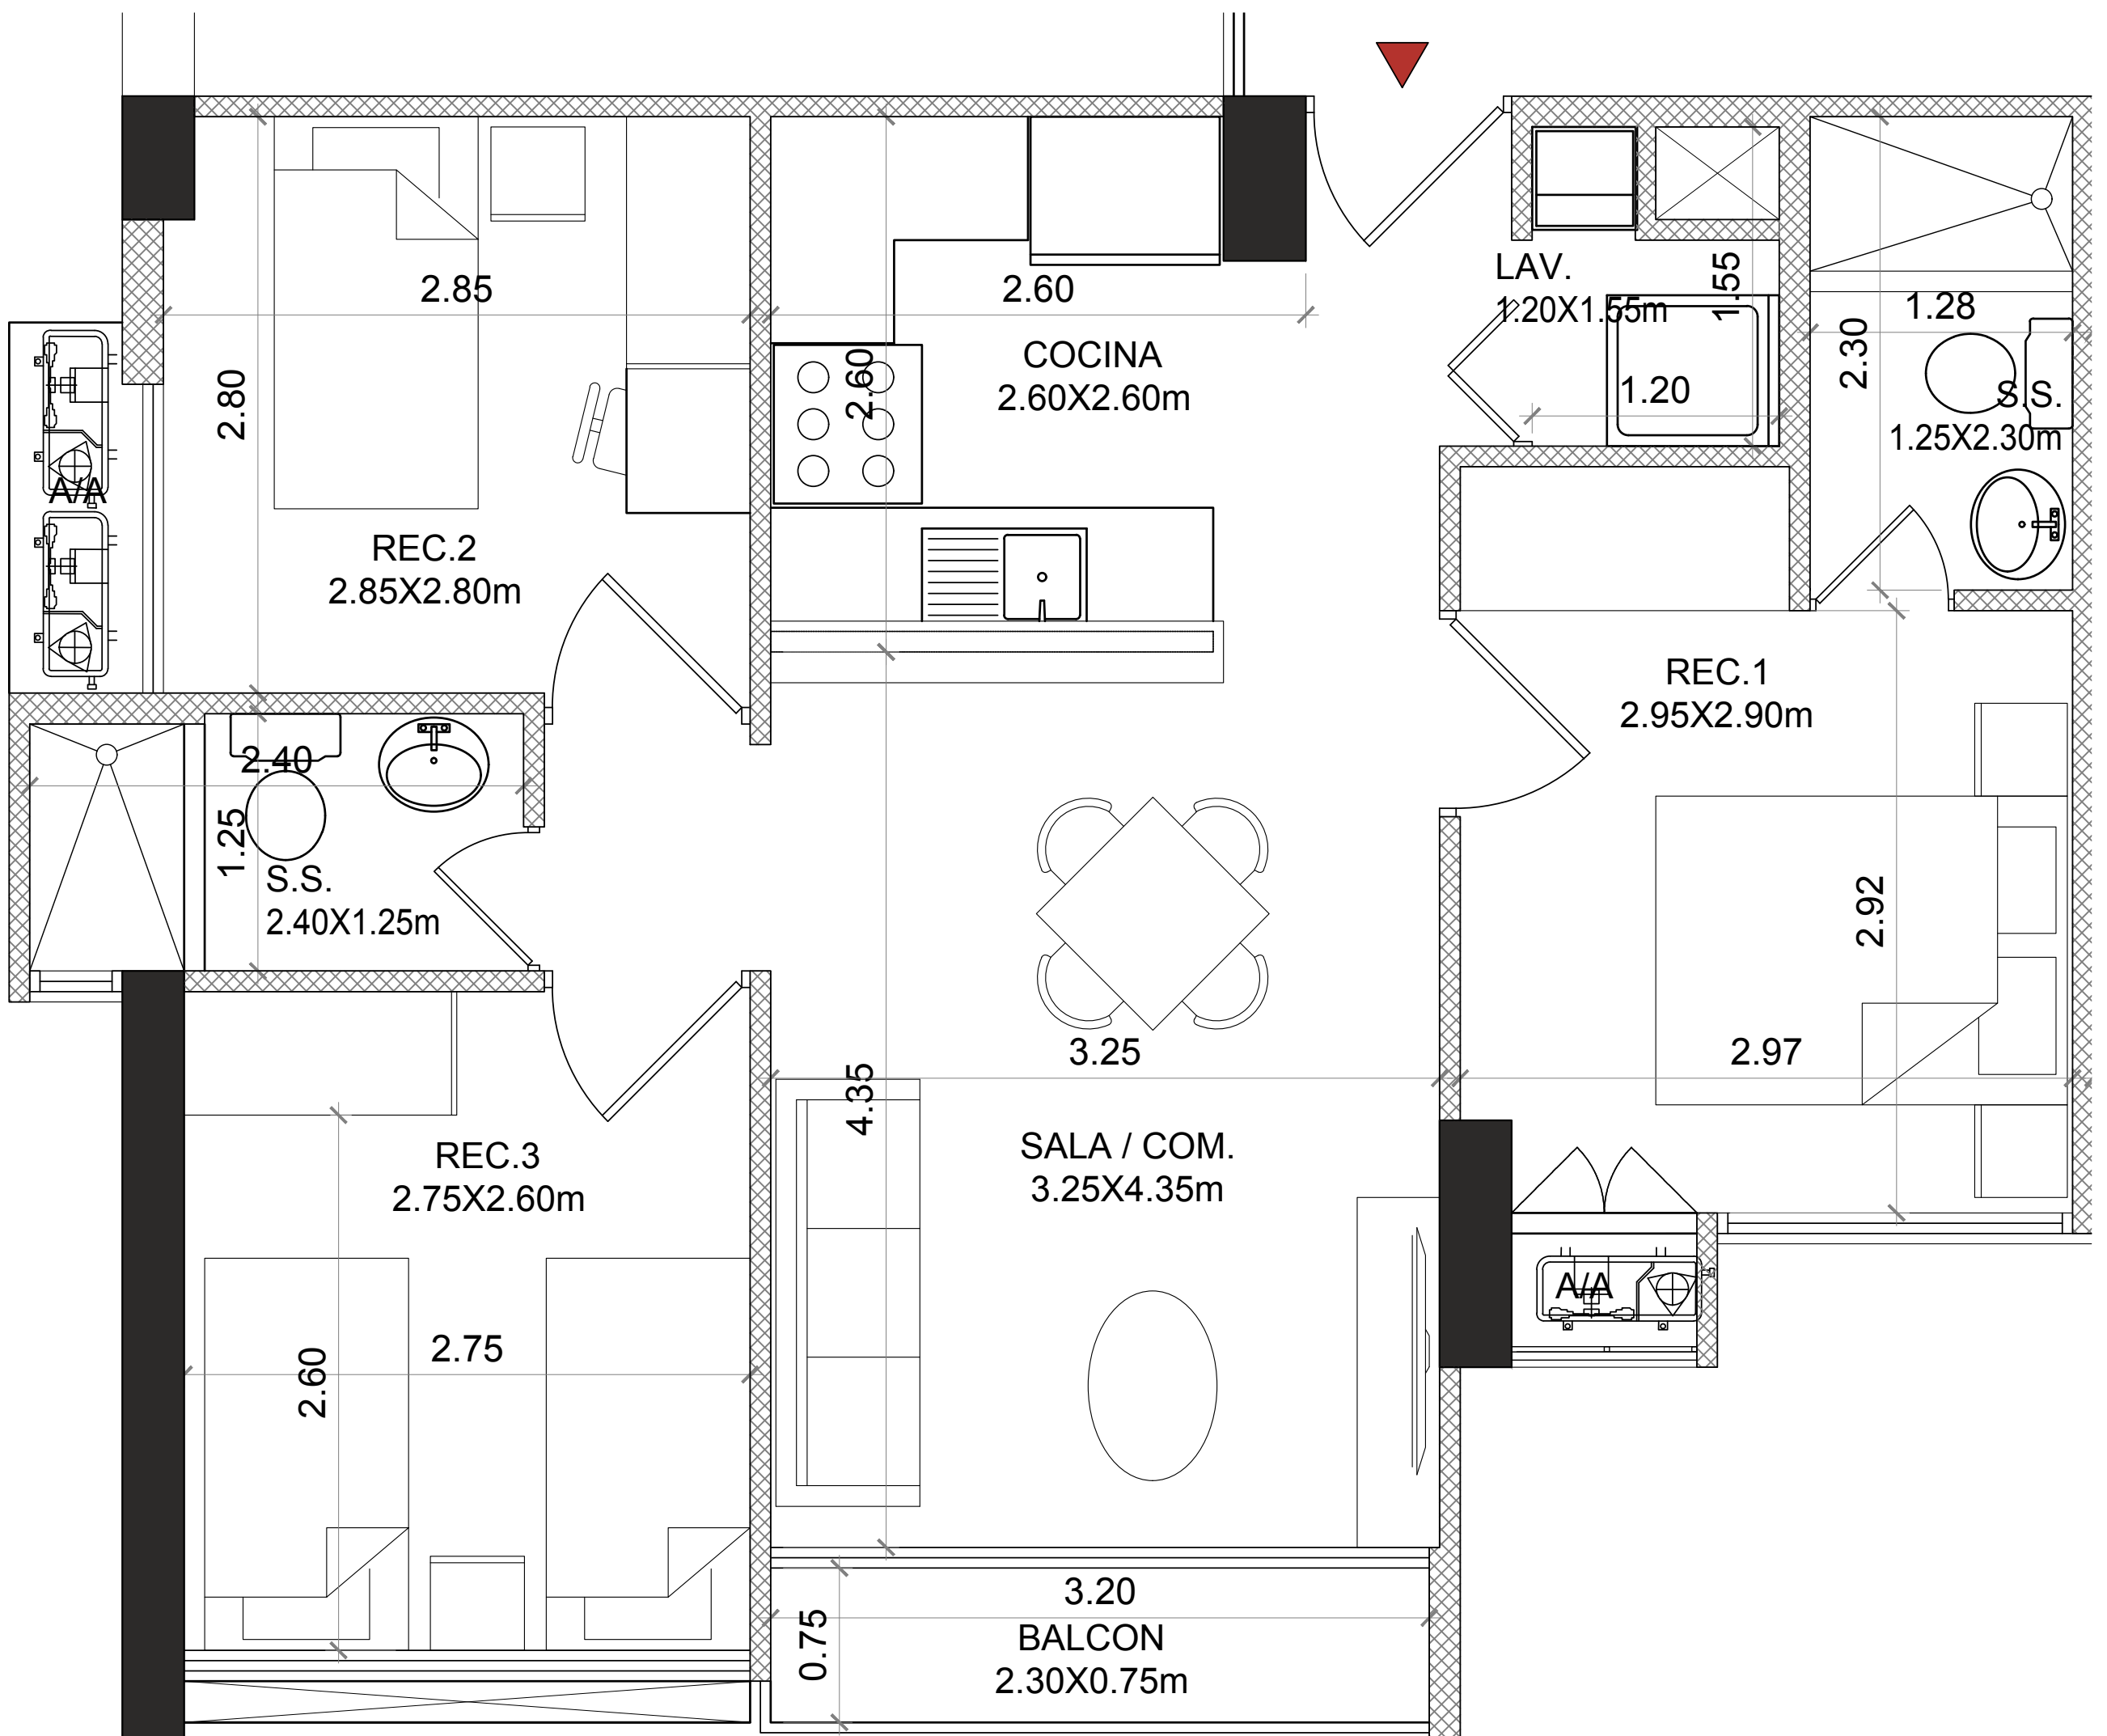 LAV.
1.20X1.55m
1.55
2.85
2.60
1.28
2.30
COCINA
2.60X2.60m
2.60
2.80
1.20
S.S.
1.25X2.30m
A/A
REC.2
2.85X2.80m
REC.1
2.95X2.90m
2.40
1.25
S.S.
2.40X1.25m
2.92
3.25
2.97
4.35
REC.3
2.75X2.60m
SALA / COM.
3.25X4.35m
A/A
2.75
2.60
3.20
0.75
BALCON
2.30X0.75m